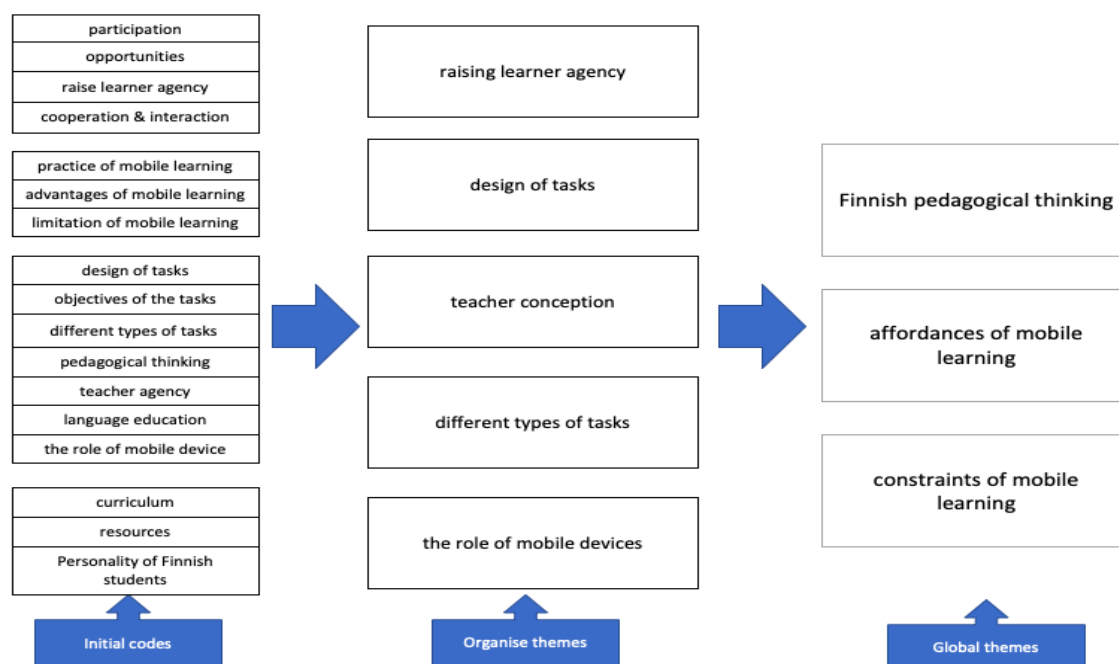 participation
opportunities
raise learner agency
cooperation & interaction
practice of mobile learning
advantages of mobile learning
limitation of mobile learning
design of tasks
objectives of the tasks
different types of tasks
pedagogical thinking
teacher agency
language education
the role of mobile device
curriculum
resources
Personality of Finnish
students
Initial codes
raising learner agency
design of tasks
teacher conception
different types of tasks
the role of mobile devices
Organise themes
Finnish pedagogical thinking
affordances of mobile
learning
constraints of mobile
learning
Global themes